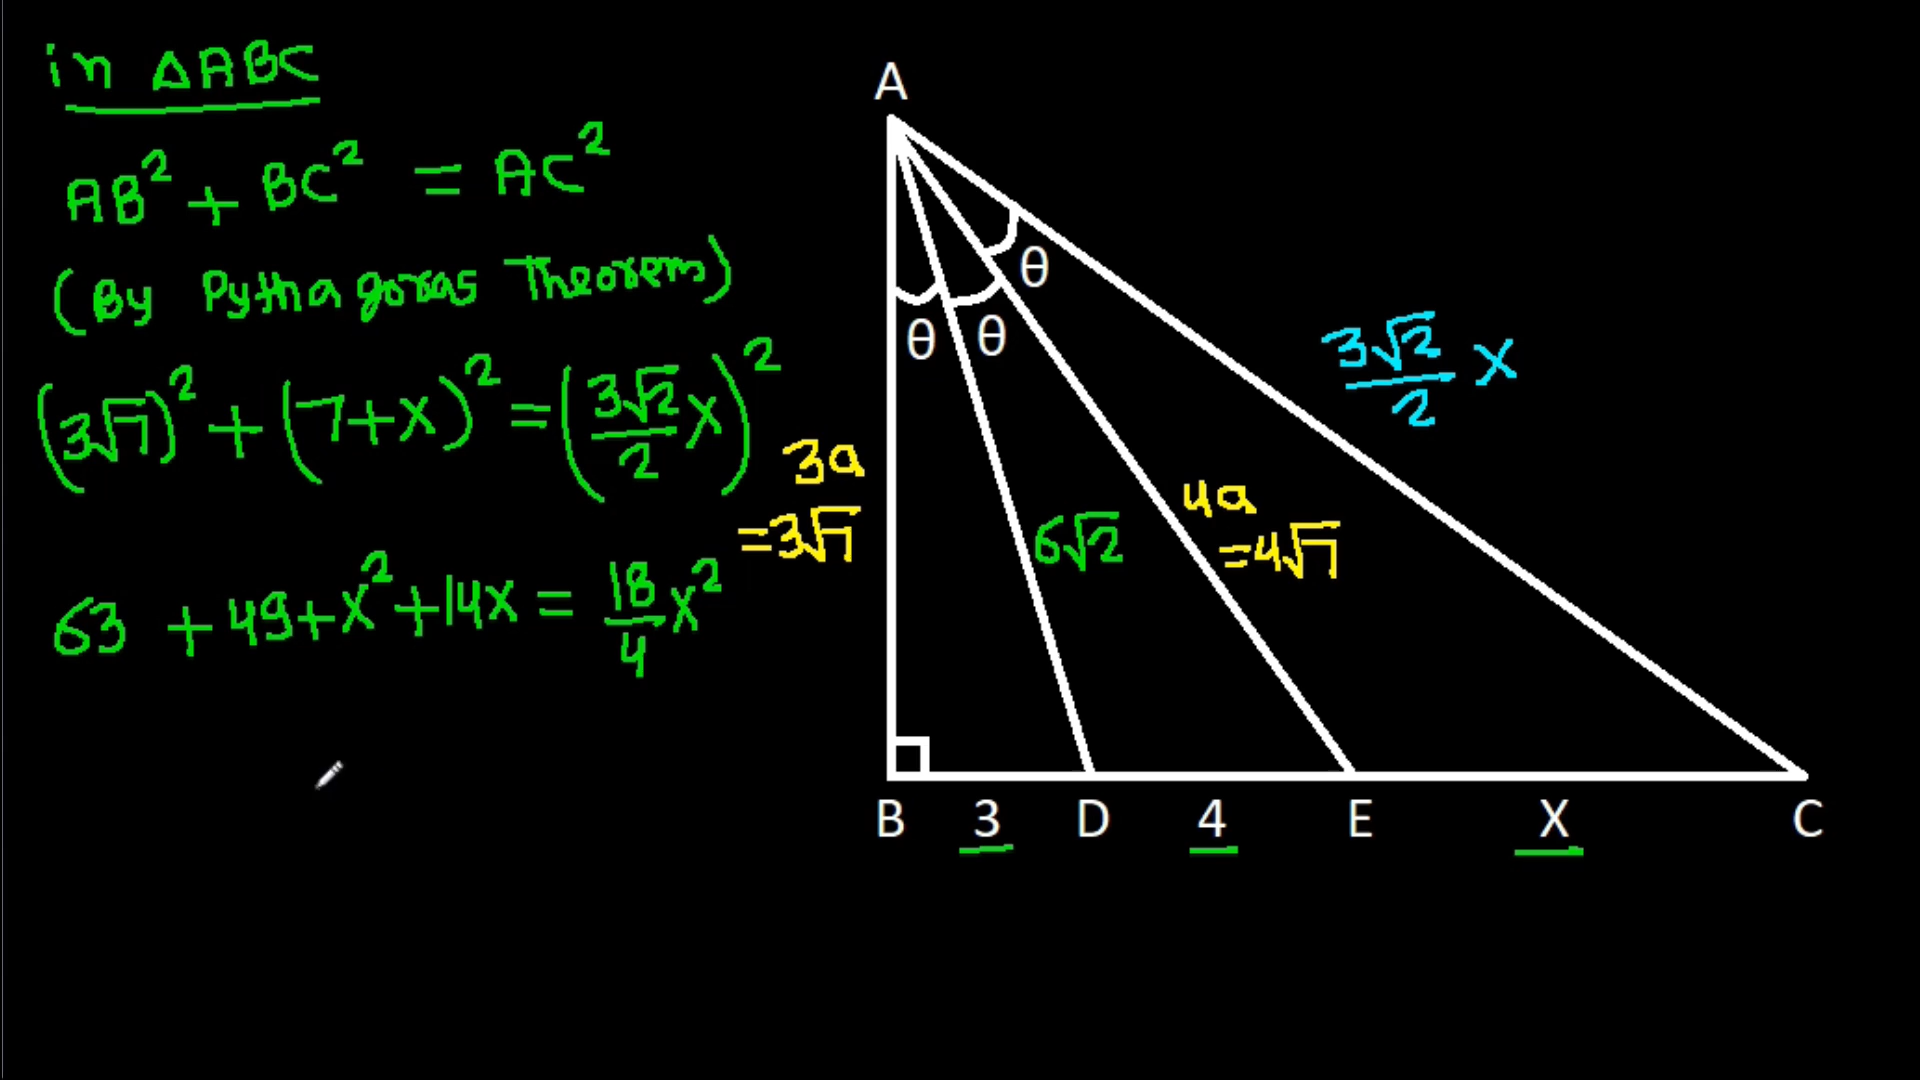 in ΔABC
AB² + BC² = AC²
(By Pythagoras Theorem)
(3√7)² + (7+x)² = (3√2/2 x)²
63 + 49 + x² + 14x = 18/4 x²
A
θ
θ θ
3√2/2 x
3a
=3√7
6√2
4a
=4√7
B 3 D 4 E X C